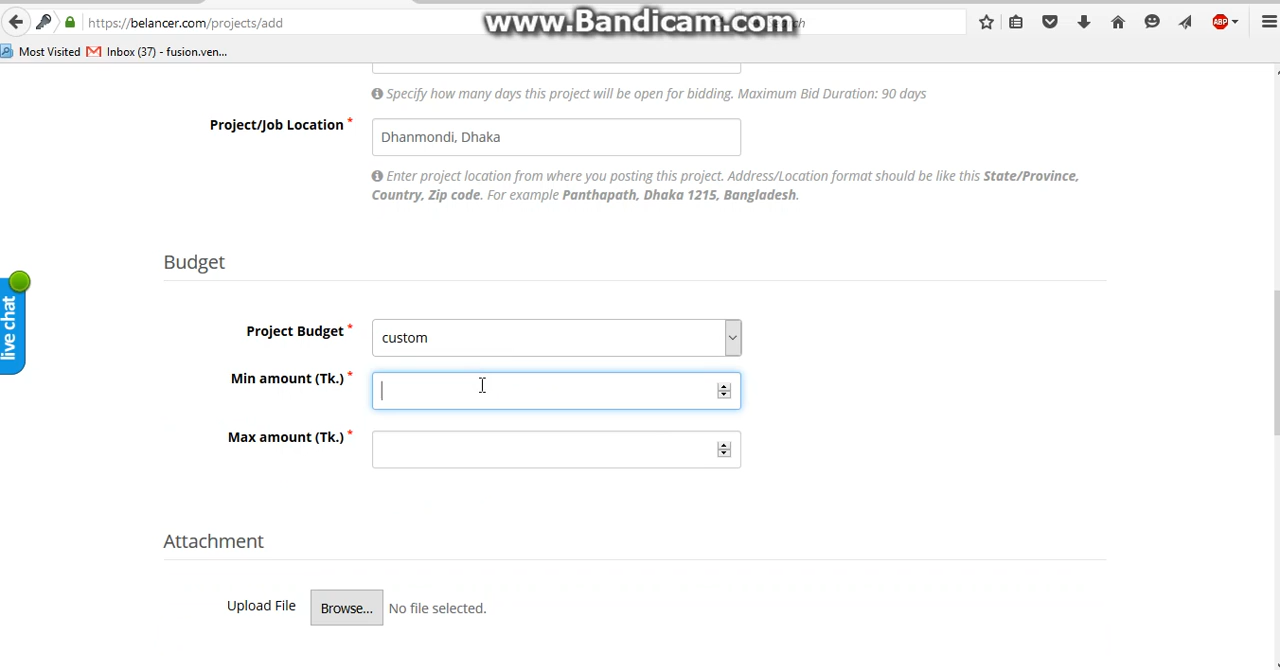 https://belancer.com/projects/add
www.Bandicam.com
ABP
Most Visited
Inbox (37) - fusion.ven...
Specify how many days this project will be open for bidding. Maximum Bid Duration: 90 days
Project/Job Location *
Dhanmondi, Dhaka
Enter project location from where you posting this project. Address/Location format should be like this State/Province,
Country, Zip code. For example Panthapath, Dhaka 1215, Bangladesh.
live chat
Budget
Project Budget *
custom
Min amount (Tk.) *
Max amount (Tk.) *
Attachment
Upload File
Browse...
No file selected.